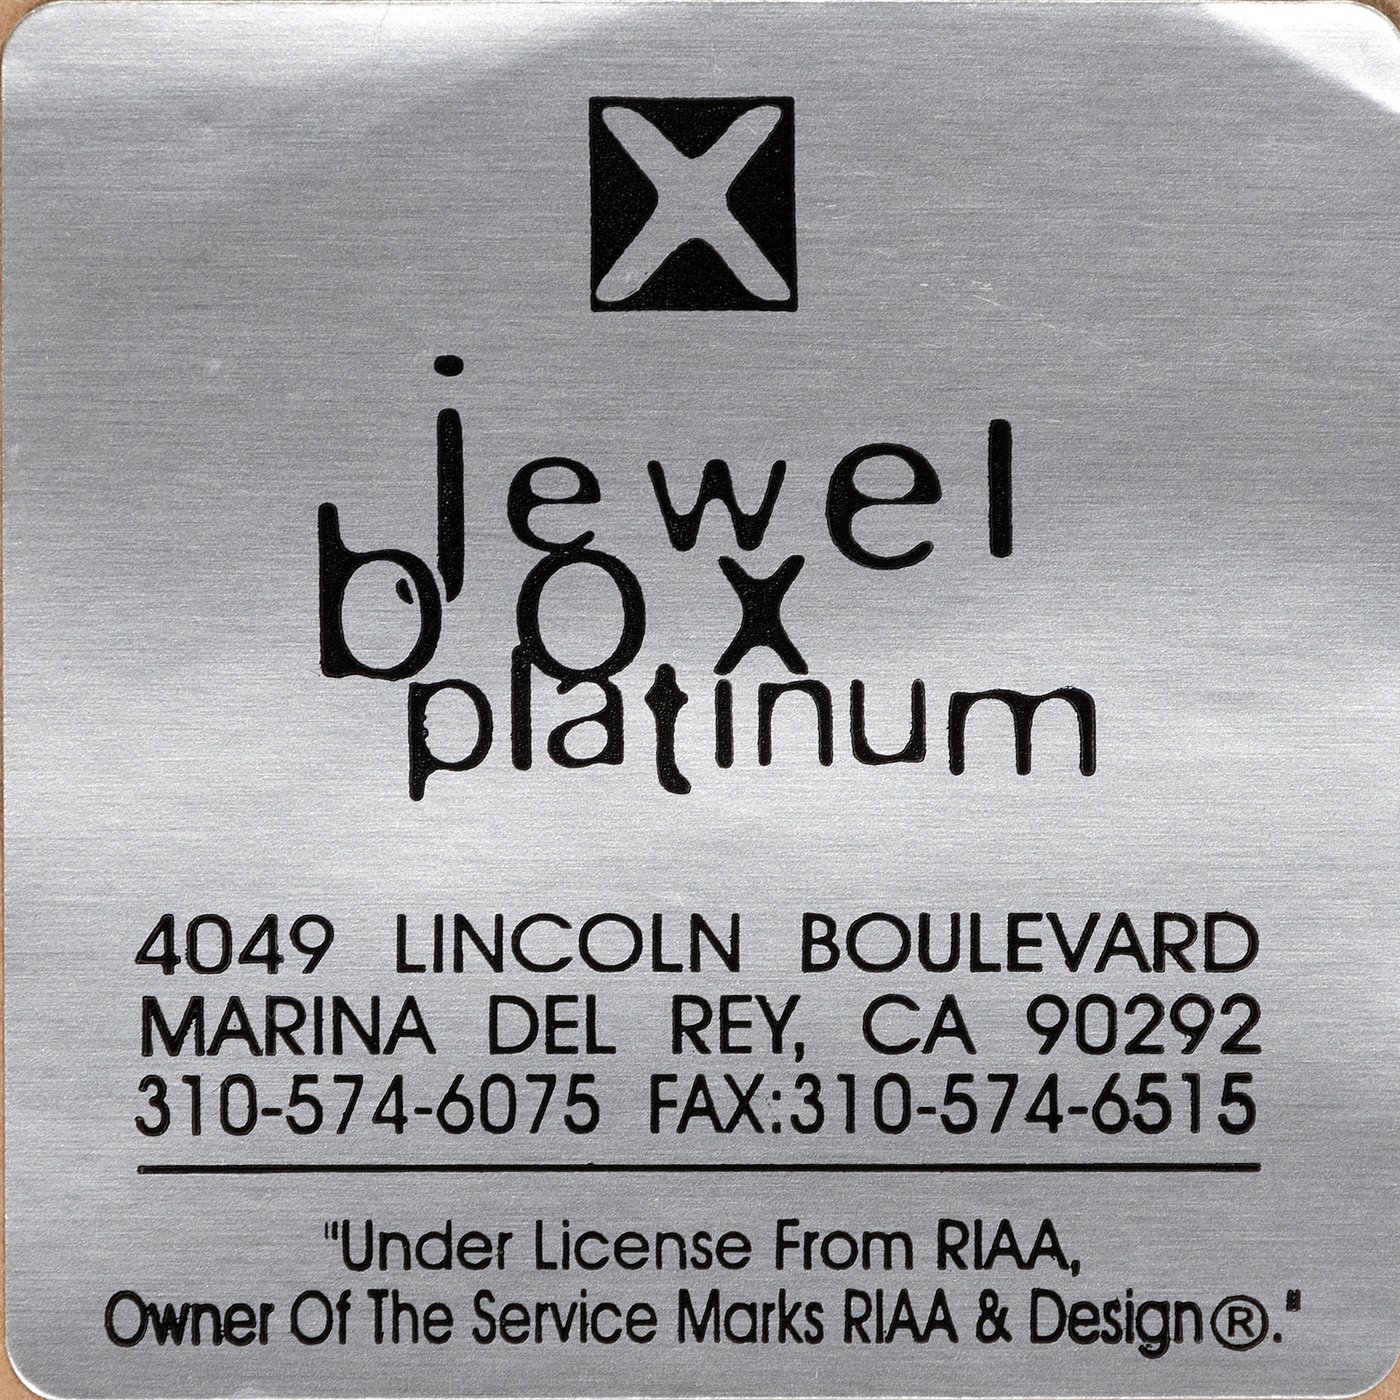 X
jewel
box
platinum
4049 LINCOLN BOULEVARD
MARINA DEL REY, CA 90292
310-574-6075 FAX:310-574-6515
"Under License From RIAA,
Owner Of The Service Marks RIAA & Design®."